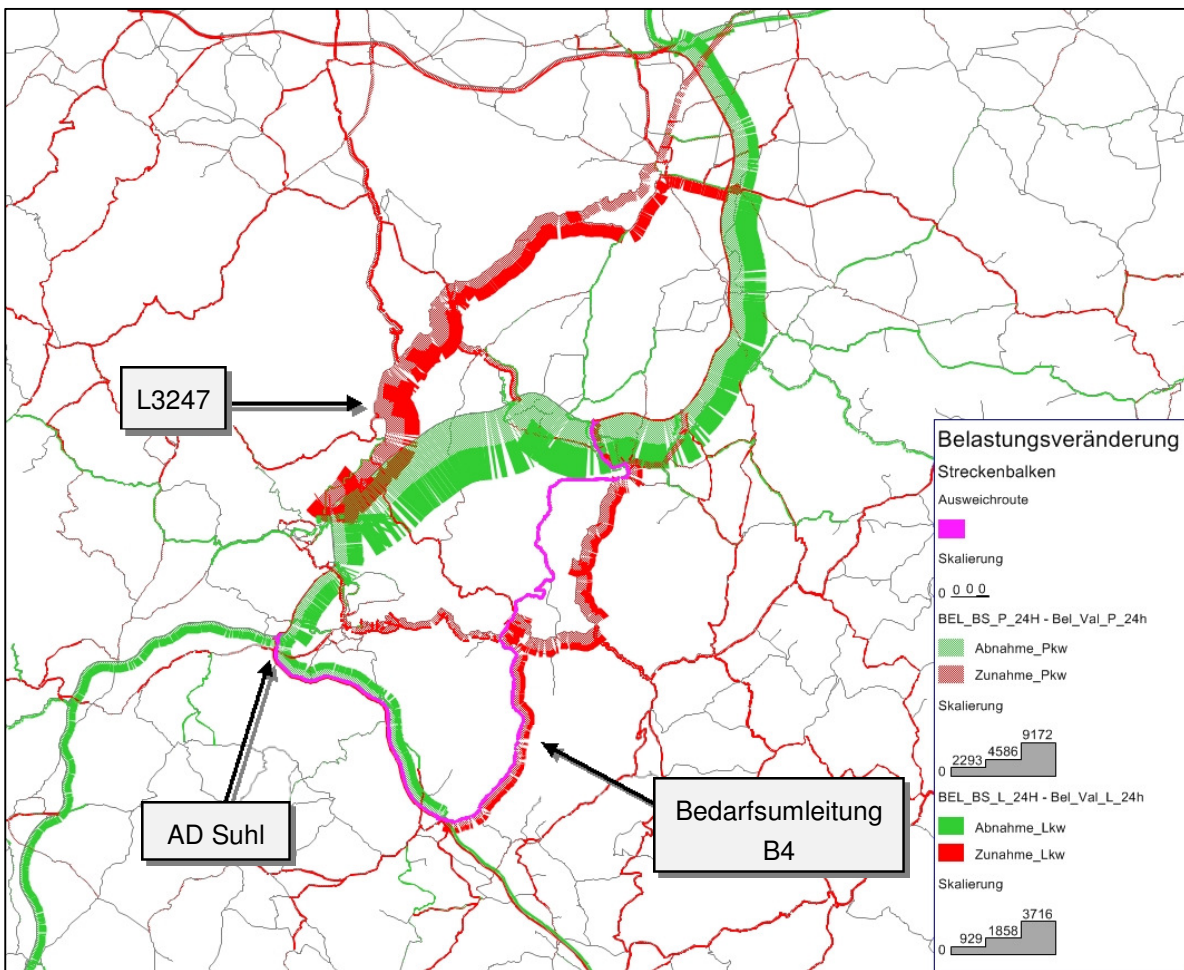 L3247
AD Suhl
Bedarfsumleitung
B4
Belastungsveränderung
Streckenbalken
Ausweichroute
Skalierung
0 0 0 0
BEL_BS_P_24H - Bel_Val_P_24h
Abnahme_Pkw
Zunahme_Pkw
Skalierung
0 2293 4586 9172
BEL_BS_L_24H - Bel_Val_L_24h
Abnahme_Lkw
Zunahme_Lkw
Skalierung
0 929 1858 3716